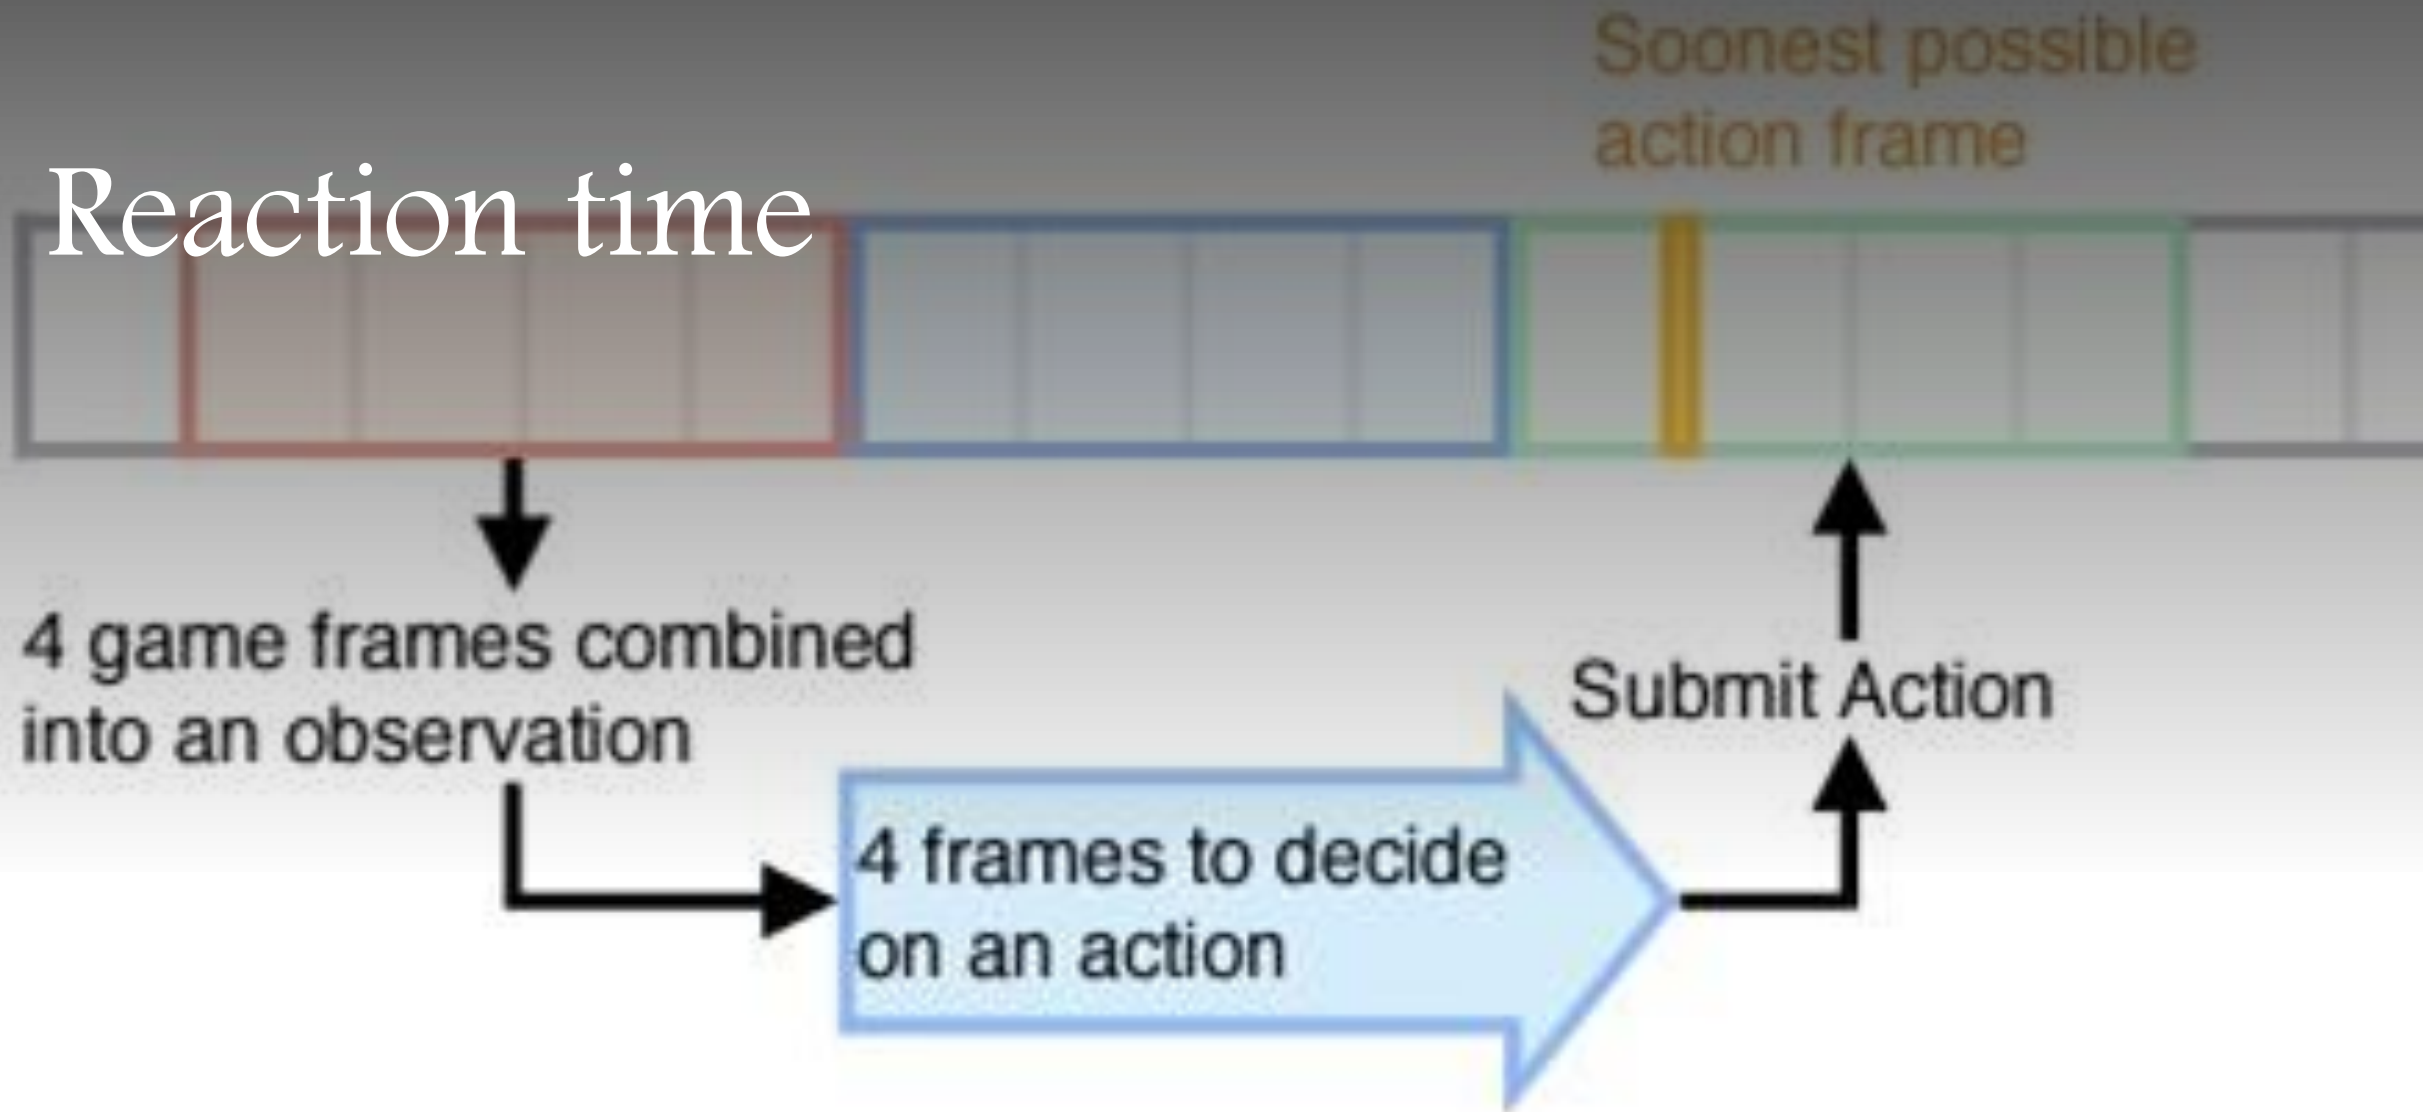 Soonest possible
action frame
Reaction time
4 game frames combined
into an observation
Submit Action
4 frames to decide
on an action